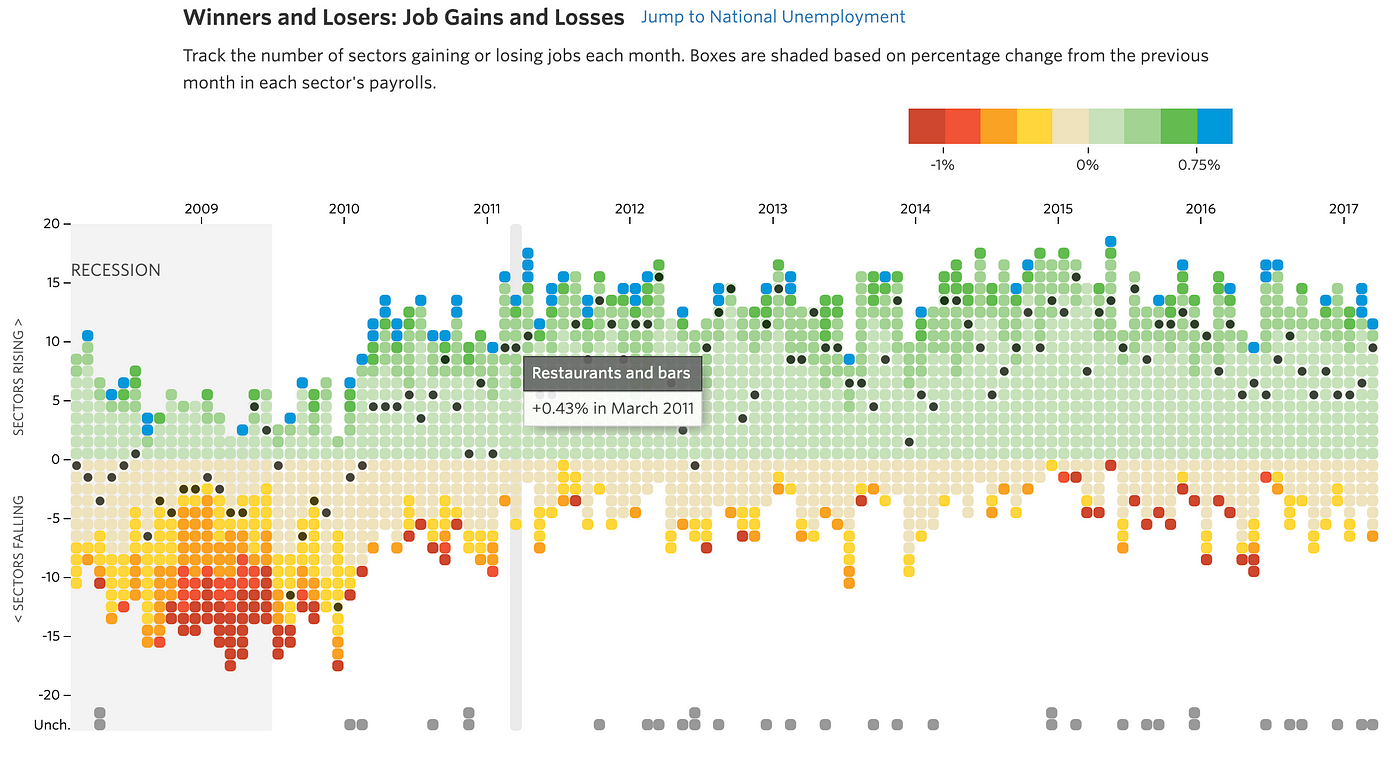 Winners and Losers: Job Gains and Losses Jump to National Unemployment
Track the number of sectors gaining or losing jobs each month. Boxes are shaded based on percentage change from the previous
month in each sector's payrolls.
-1% 0% 0.75%
2009 2010 2011 2012 2013 2014 2015 2016 2017
20
RECESSION
15
SECTORS RISING >
10
Restaurants and bars
+0.43% in March 2011
5
0
-5
< SECTORS FALLING
-10
-15
-20
Unch.